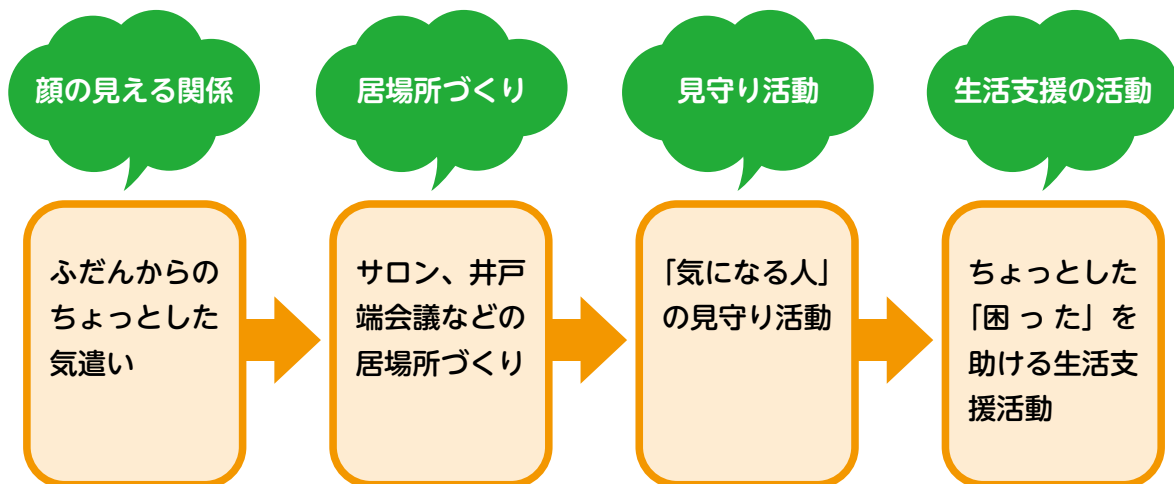 顔の見える関係
ふだんからの
ちょっとした
気遣い
居場所づくり
サロン、井戸
端会議などの
居場所づくり
見守り活動
「気になる人」
の見守り活動
生活支援の活動
ちょっとした
「困った」を
助ける生活支
援活動